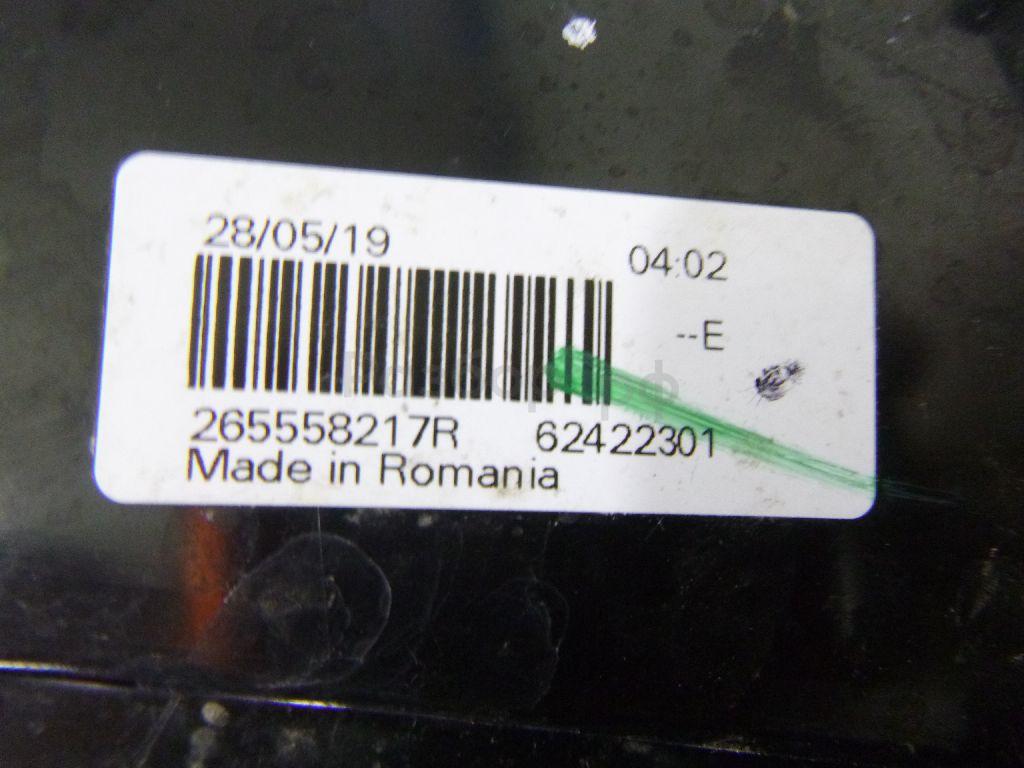 28/05/19 04:02
--E
265558217R 62422301
Made in Romania